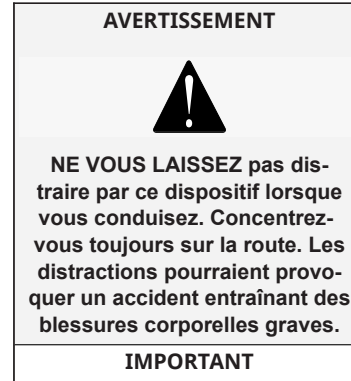 AVERTISSEMENT
NE VOUS LAISSEZ pas dis-
traire par ce dispositif lorsque
vous conduisez. Concentrez-
vous toujours sur la route. Les
distractions pourraient provo-
quer un accident entraînant des
blessures corporelles graves.
IMPORTANT